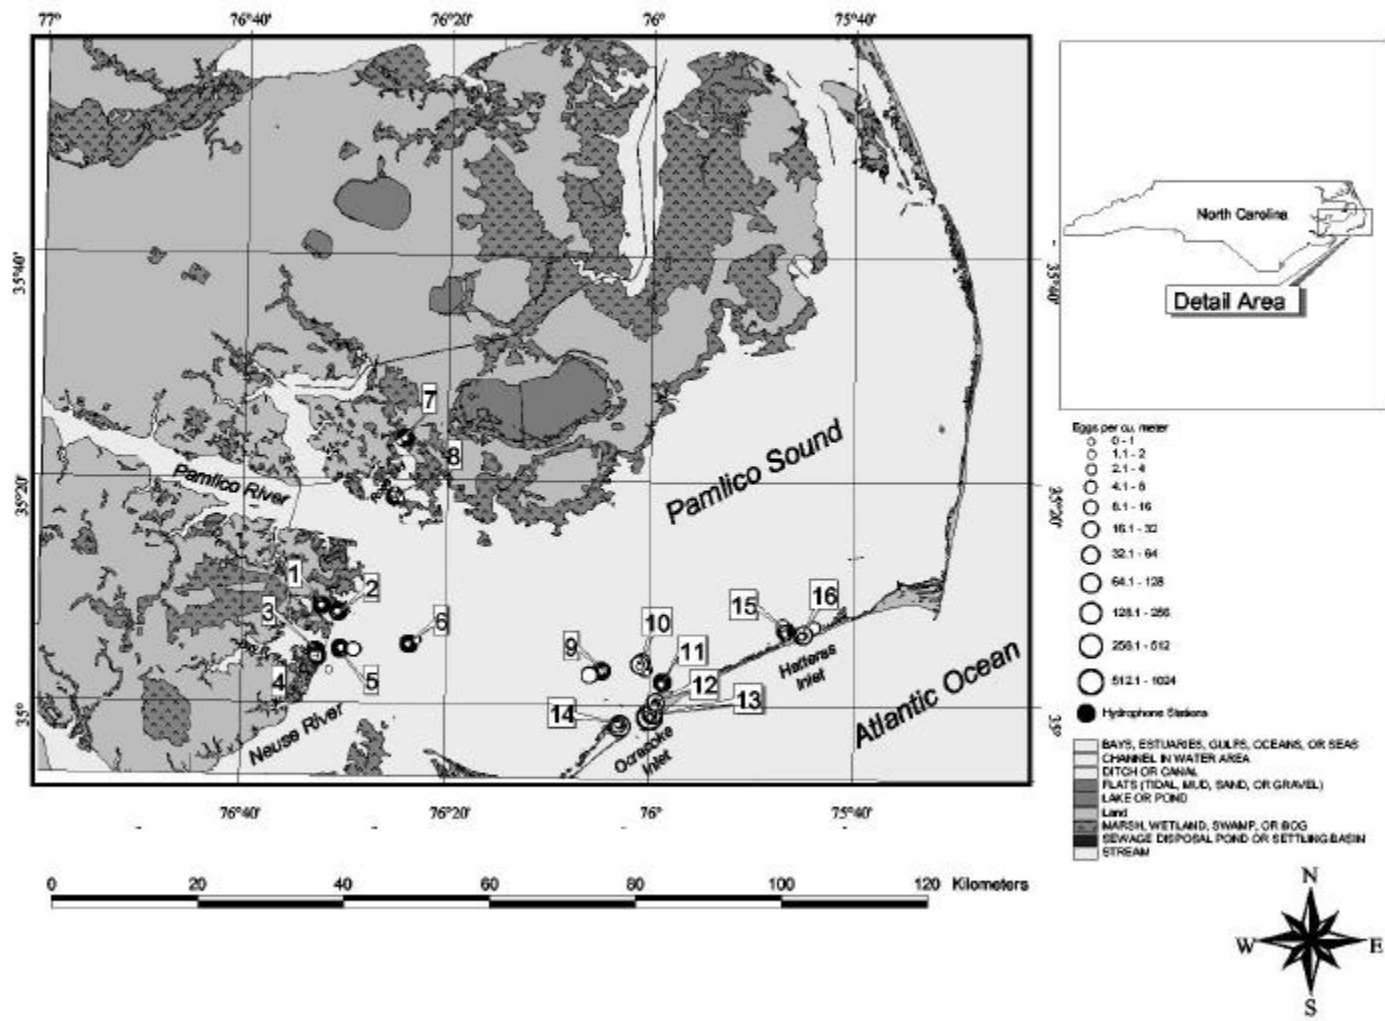 77° 76°40' 76°20' 76° 75°40'
North Carolina
Detail Area
35°40' 35°40'
7
8
Pamlico River
Pamlico Sound
35°20' 35°20'
Eggs per cu. meter
0 - 1
1.1 - 2
2.1 - 4
4.1 - 8
8.1 - 16
16.1 - 32
32.1 - 64
64.1 - 128
128.1 - 256
256.1 - 512
512.1 - 1024
Hydrophone Stations
1
2
3
6
4
5
9
10
11
15
16
12
13
14
Hatteras
Inlet
Ocracoke
Inlet
Neuse River
Atlantic Ocean
35° 35°
76°40' 76°20' 76° 75°40'
BAYS, ESTUARIES, GULFS, OCEANS, OR SEAS
CHANNEL IN WATER AREA
DITCH OR CANAL
FLATS (TIDAL, MUD, SAND, OR GRAVEL)
LAKE OR POND
Land
MARSH, WETLAND, SWAMP, OR BOG
SEWAGE DISPOSAL POND OR SETTLING BASIN
STREAM
0 20 40 60 80 100 120 Kilometers
N
W E
S